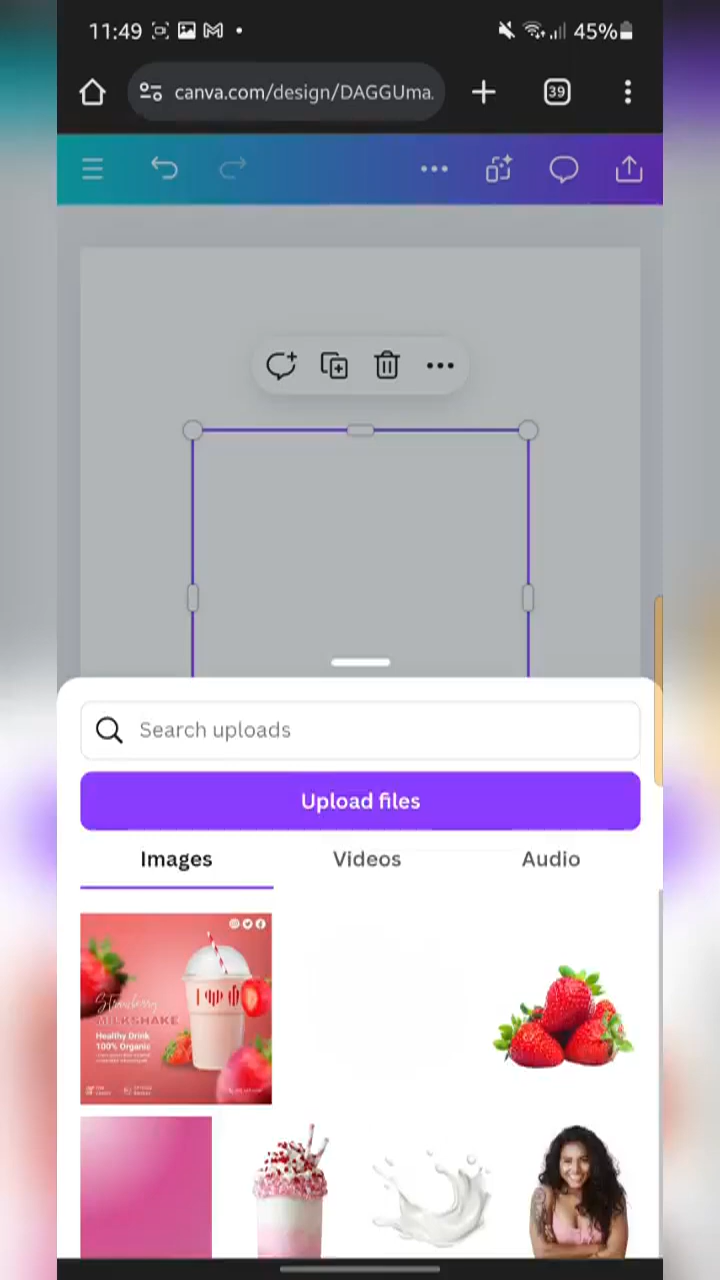 11:49
45%
canva.com/design/DAGGUma.
39
Search uploads
Upload files
Images
Videos
Audio
Strawberry
MILKSHAKE
Healthy Drink
100% Organic